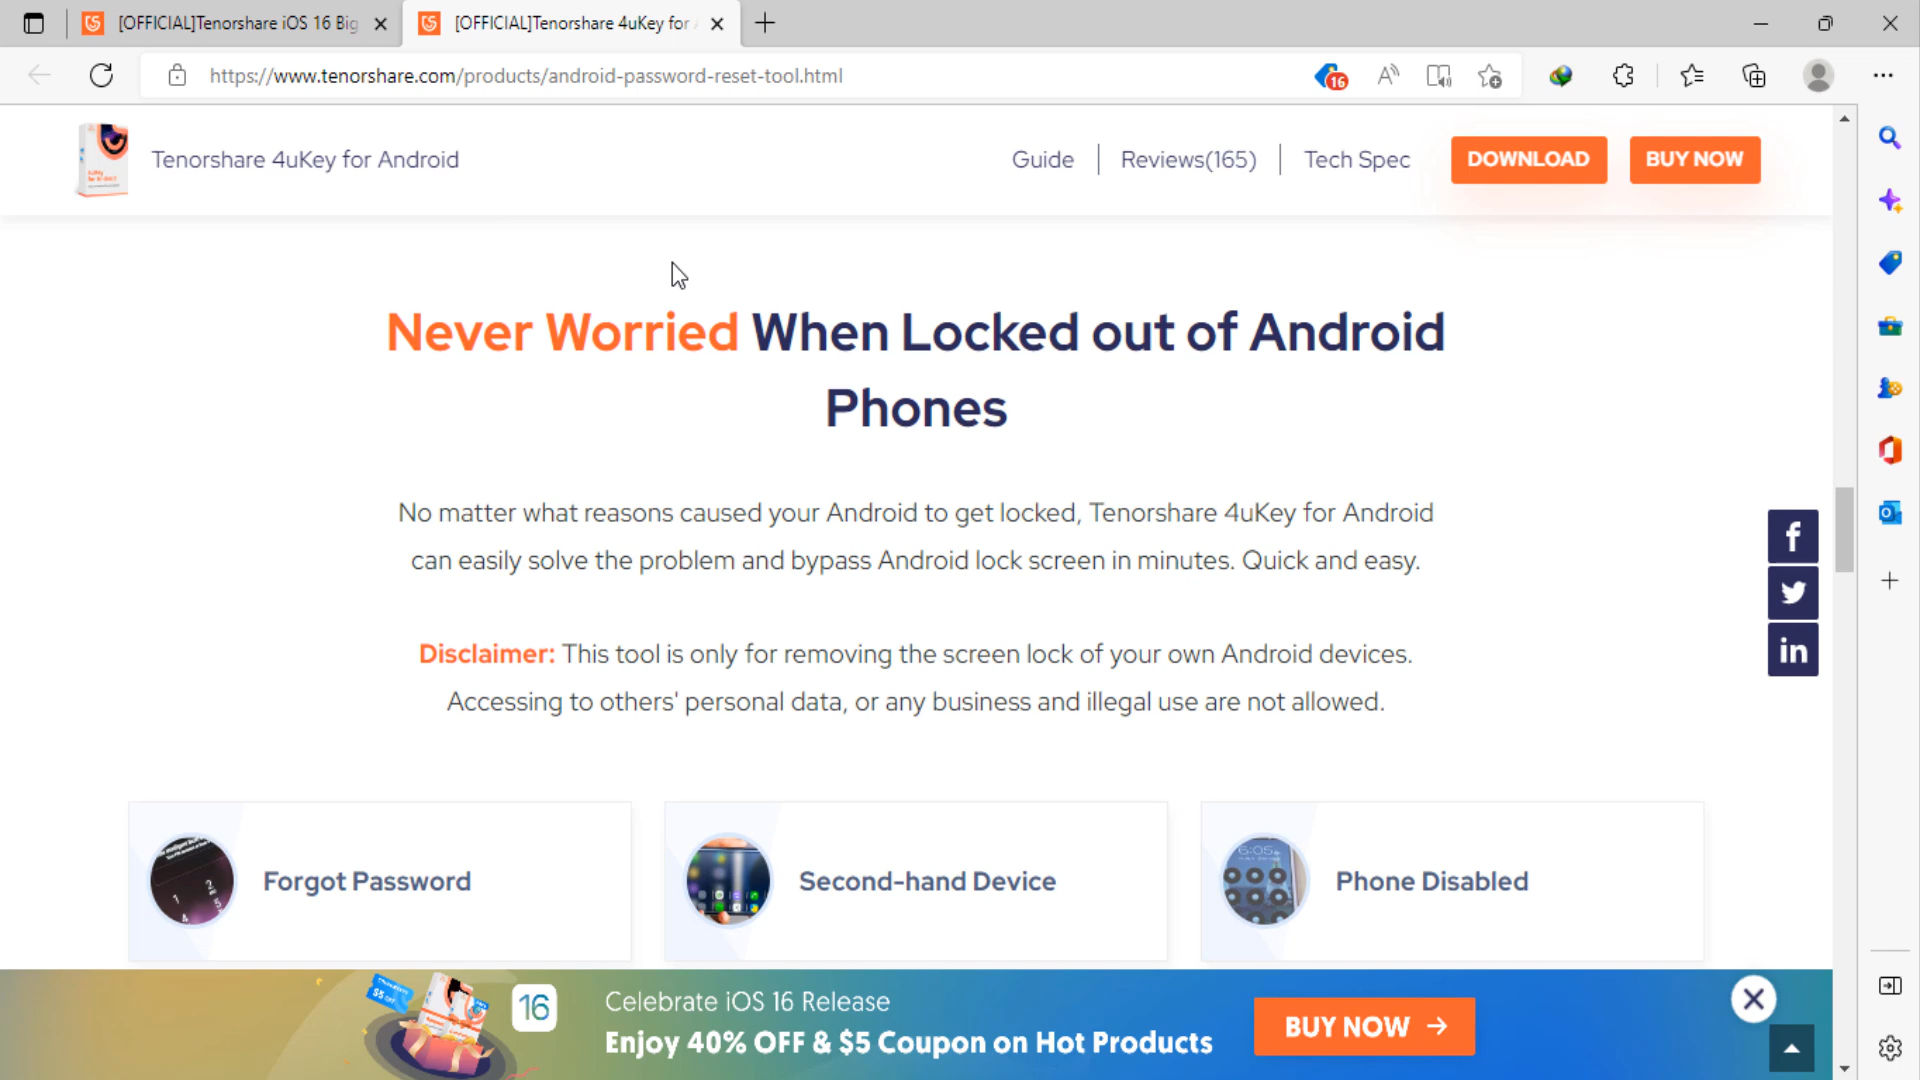 [OFFICIAL]Tenorshare iOS 16 Big
[OFFICIAL]Tenorshare 4uKey for
https://www.tenorshare.com/products/android-password-reset-tool.html
16
Tenorshare 4uKey for Android
Guide
Reviews(165)
Tech Spec
DOWNLOAD
BUY NOW
Never Worried When Locked out of Android
Phones
No matter what reasons caused your Android to get locked, Tenorshare 4uKey for Android
can easily solve the problem and bypass Android lock screen in minutes. Quick and easy.
Disclaimer: This tool is only for removing the screen lock of your own Android devices.
Accessing to others' personal data, or any business and illegal use are not allowed.
Forgot Password
Second-hand Device
6:05
Phone Disabled
$5 OFF
16
Celebrate iOS 16 Release
Enjoy 40% OFF & $5 Coupon on Hot Products
BUY NOW →